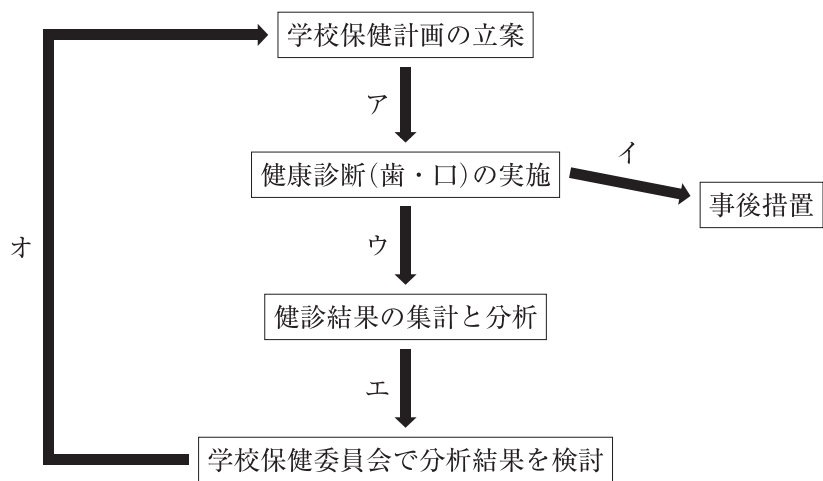 学校保健計画の立案
ア
健康診断(歯・口)の実施
イ
事後措置
ウ
オ
健診結果の集計と分析
エ
学校保健委員会で分析結果を検討